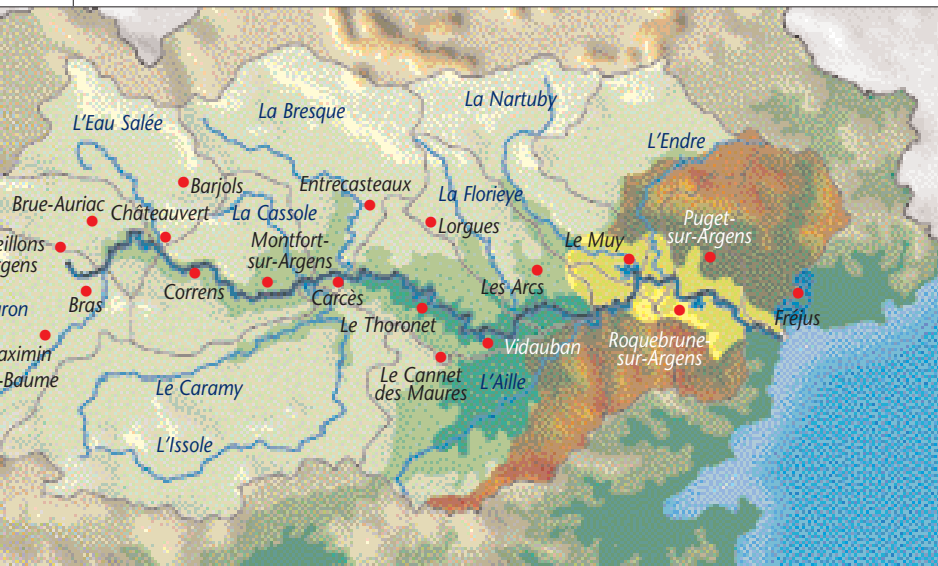 La Bresque
La Nartuby
L'Eau Salée
L'Endre
Barjols
Entrecasteaux
La Florieye
Brue-Auriac
Châteauvert
La Cassole
Lorgues
Puget-
sur-Argens
Montfort-
sur-Argens
Le Muy
Correns
Les Arcs
Bras
Carcès
Fréjus
Le Thoronet
Vidauban
Roquebrune-
sur-Argens
Le Cannet
des Maures
L'Aille
Le Caramy
L'Issole